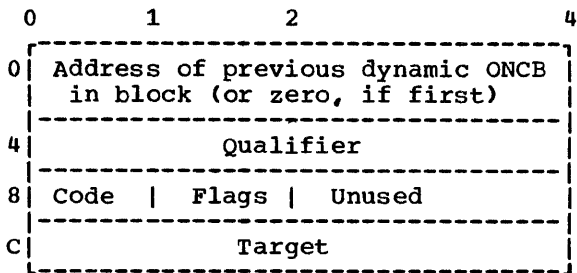 0 1 2 4
0 Address of previous dynamic ONCB
in block (or zero, if first)
4 Qualifier
8 Code | Flags | Unused
C Target